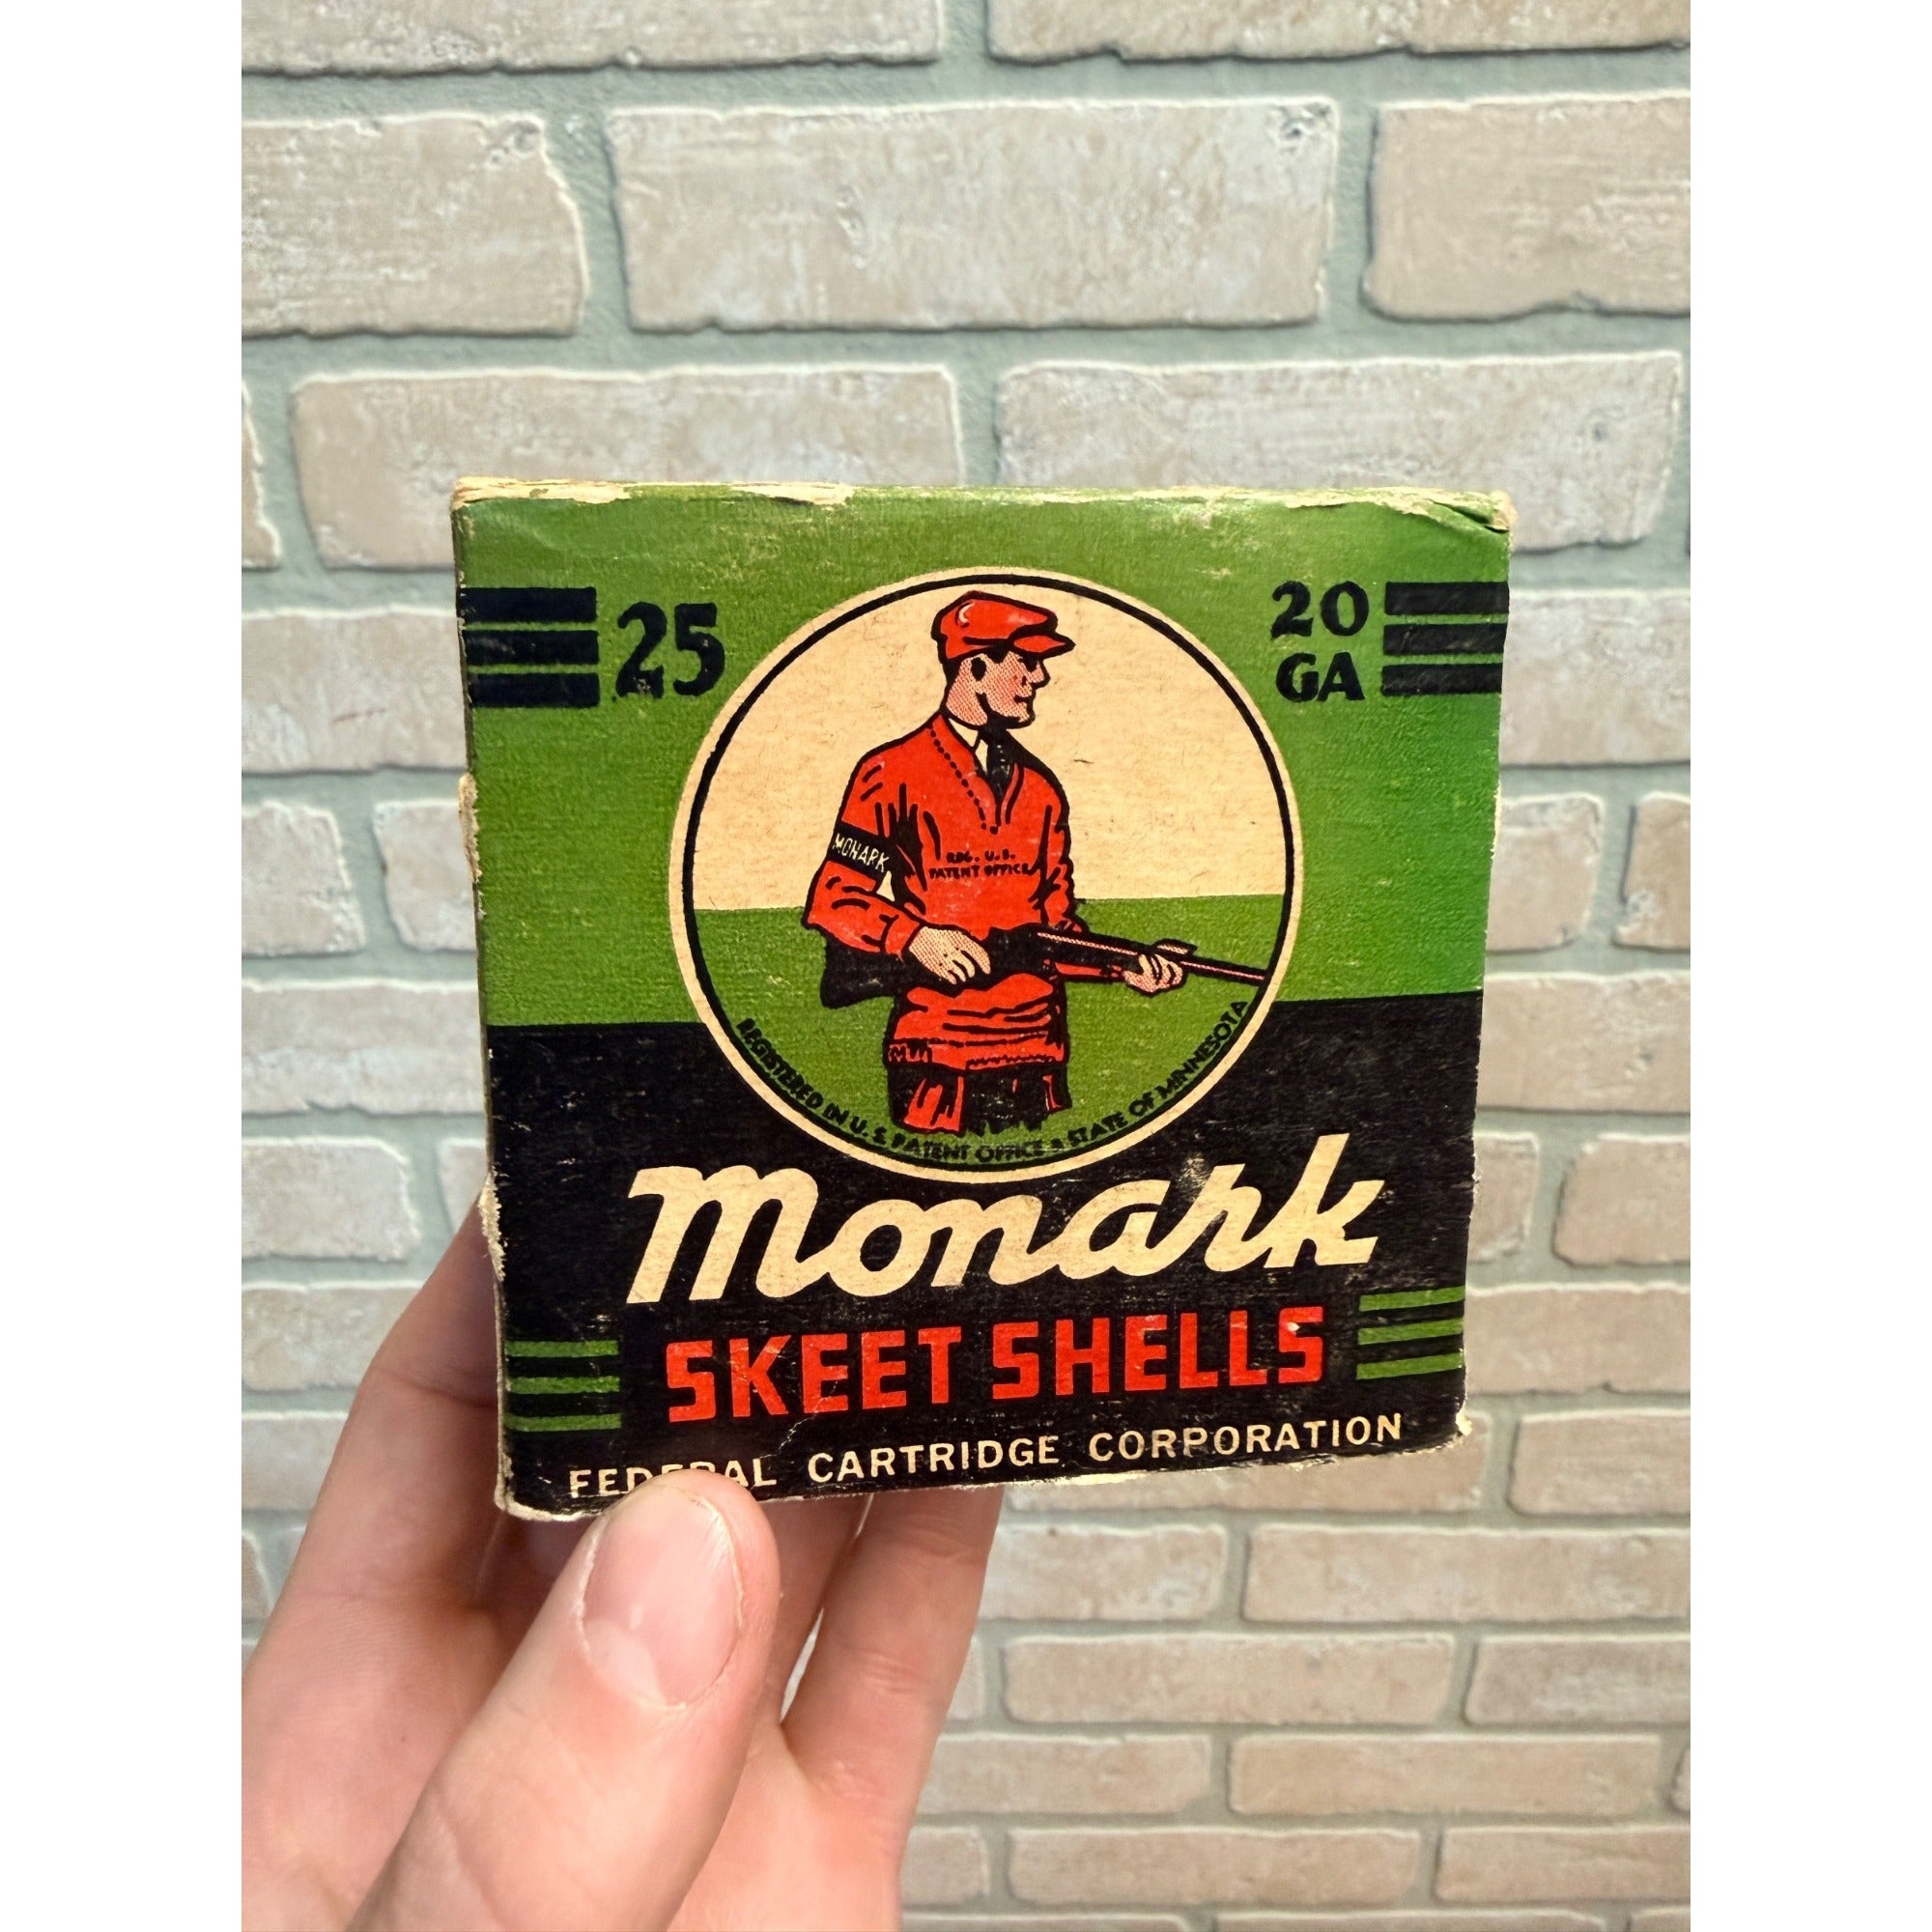 25
20
GA
MONARK
REG. U.S.
PATENT OFFICE
REGISTERED IN U.S. PATENT OFFICE & STATE OF MINNESOTA
Monark
SKEET SHELLS
FEDERAL CARTRIDGE CORPORATION